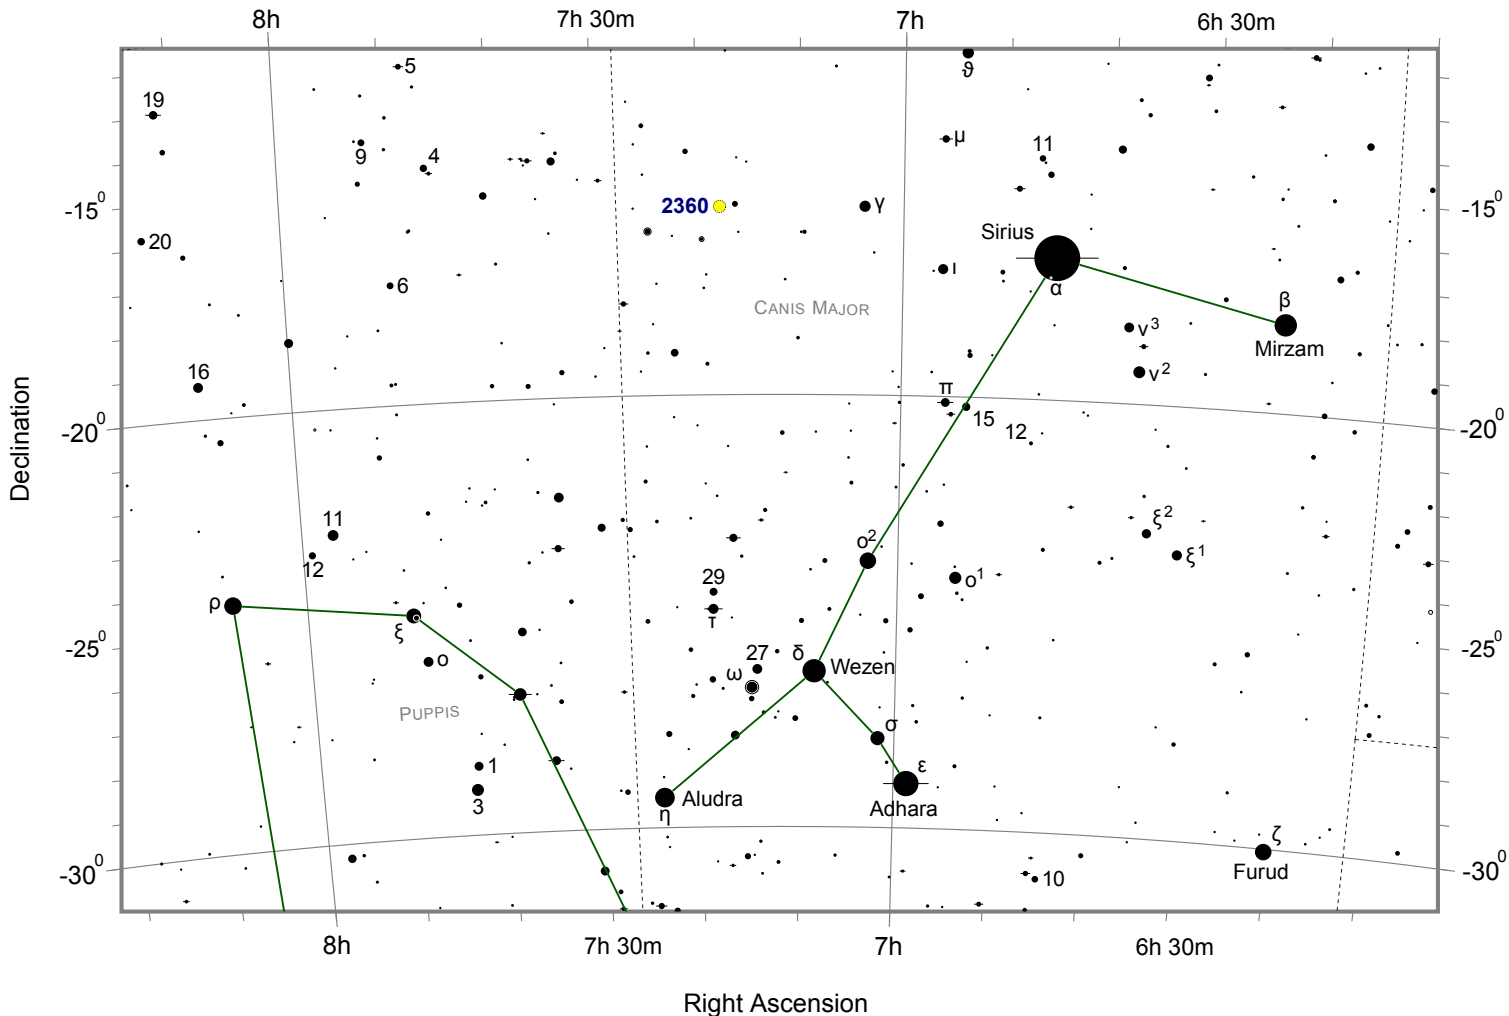 8h 7h 30m 7h 6h 30m
5
ϑ
19
μ
9 4 11
-15⁰ 2360 γ -15⁰
Sirius
20
ι
6 α
CANIS MAJOR β
ν³
Mirzam
16 ν²
π
15
12
-20⁰ -20⁰
Declination
11 ξ²
ο² ξ¹
12
29 ο¹
ρ
τ
ξ
27 δ
-25⁰ ο ω Wezen -25⁰
PUPPIS
σ
1 ε
3 Aludra Adhara
η
ζ
-30⁰ 10 Furud -30⁰
8h 7h 30m 7h 6h 30m
Right Ascension